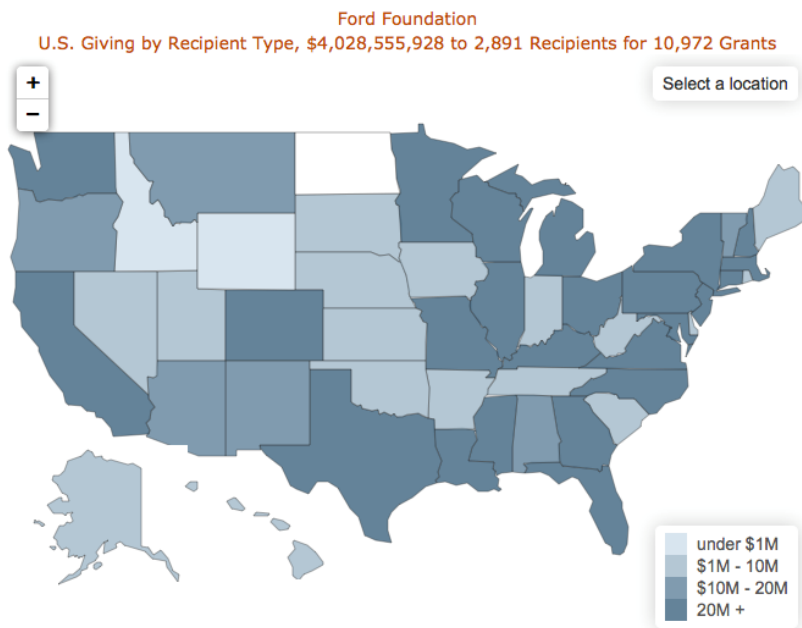 Ford Foundation
U.S. Giving by Recipient Type, $4,028,555,928 to 2,891 Recipients for 10,972 Grants
+
−
Select a location
under $1M
$1M - 10M
$10M - 20M
20M +